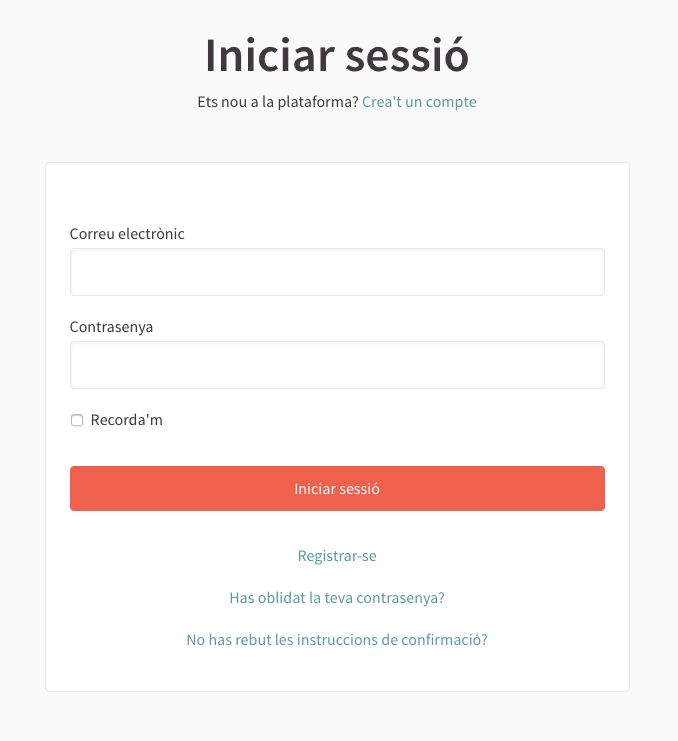 Iniciar sessió
Ets nou a la plataforma? Crea't un compte
Correu electrònic
Contrasenya
Recorda'm
Iniciar sessió
Registrar-se
Has oblidat la teva contrasenya?
No has rebut les instruccions de confirmació?